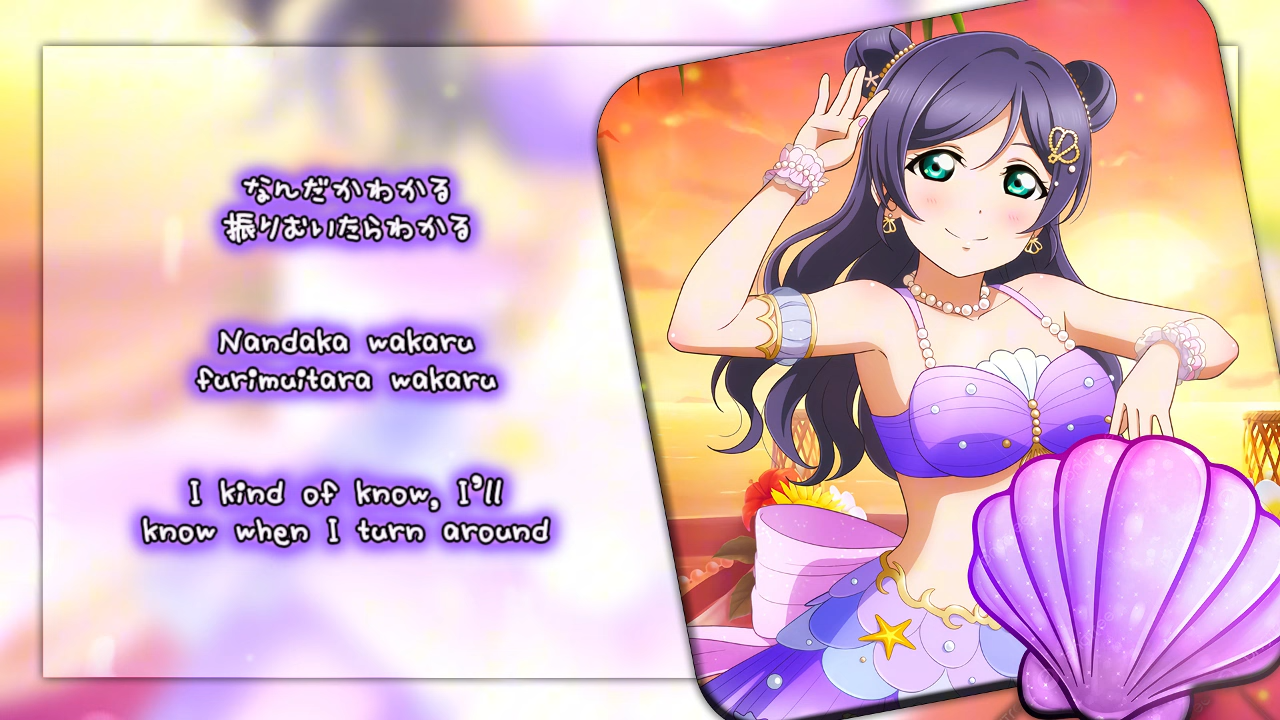 なんだかわかる
振りむいたらわかる
Nandaka wakaru
furimuitara wakaru
I kind of know, I'll
know when I turn around